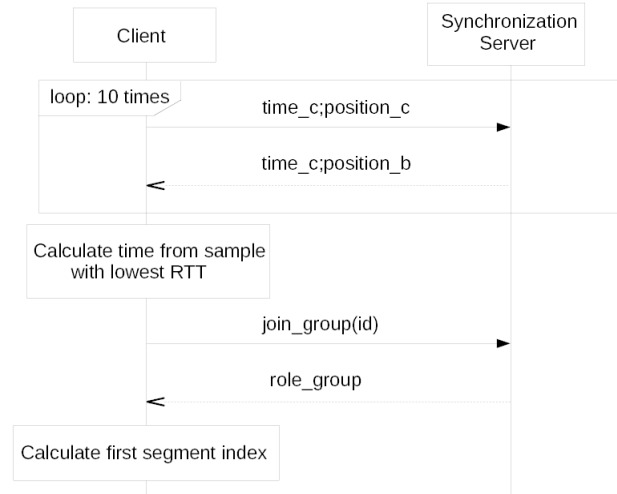 Client
Synchronization
Server
loop: 10 times
time_c;position_c
time_c;position_b
Calculate time from sample
with lowest RTT
join_group(id)
role_group
Calculate first segment index